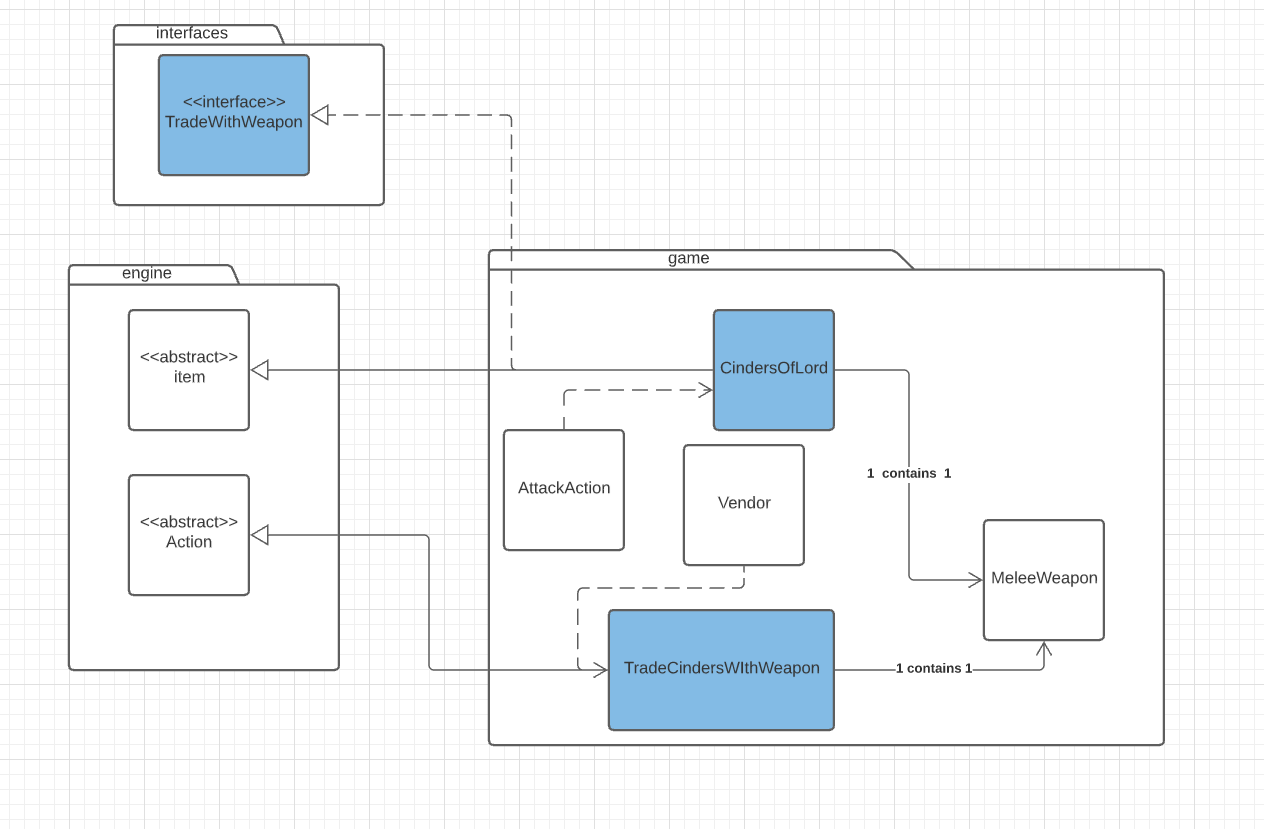 interfaces
<<interface>>
TradeWithWeapon
engine
<<abstract>>
item
<<abstract>>
Action
game
CindersOfLord
AttackAction
Vendor
1 contains 1
MeleeWeapon
TradeCindersWIthWeapon
1 contains 1